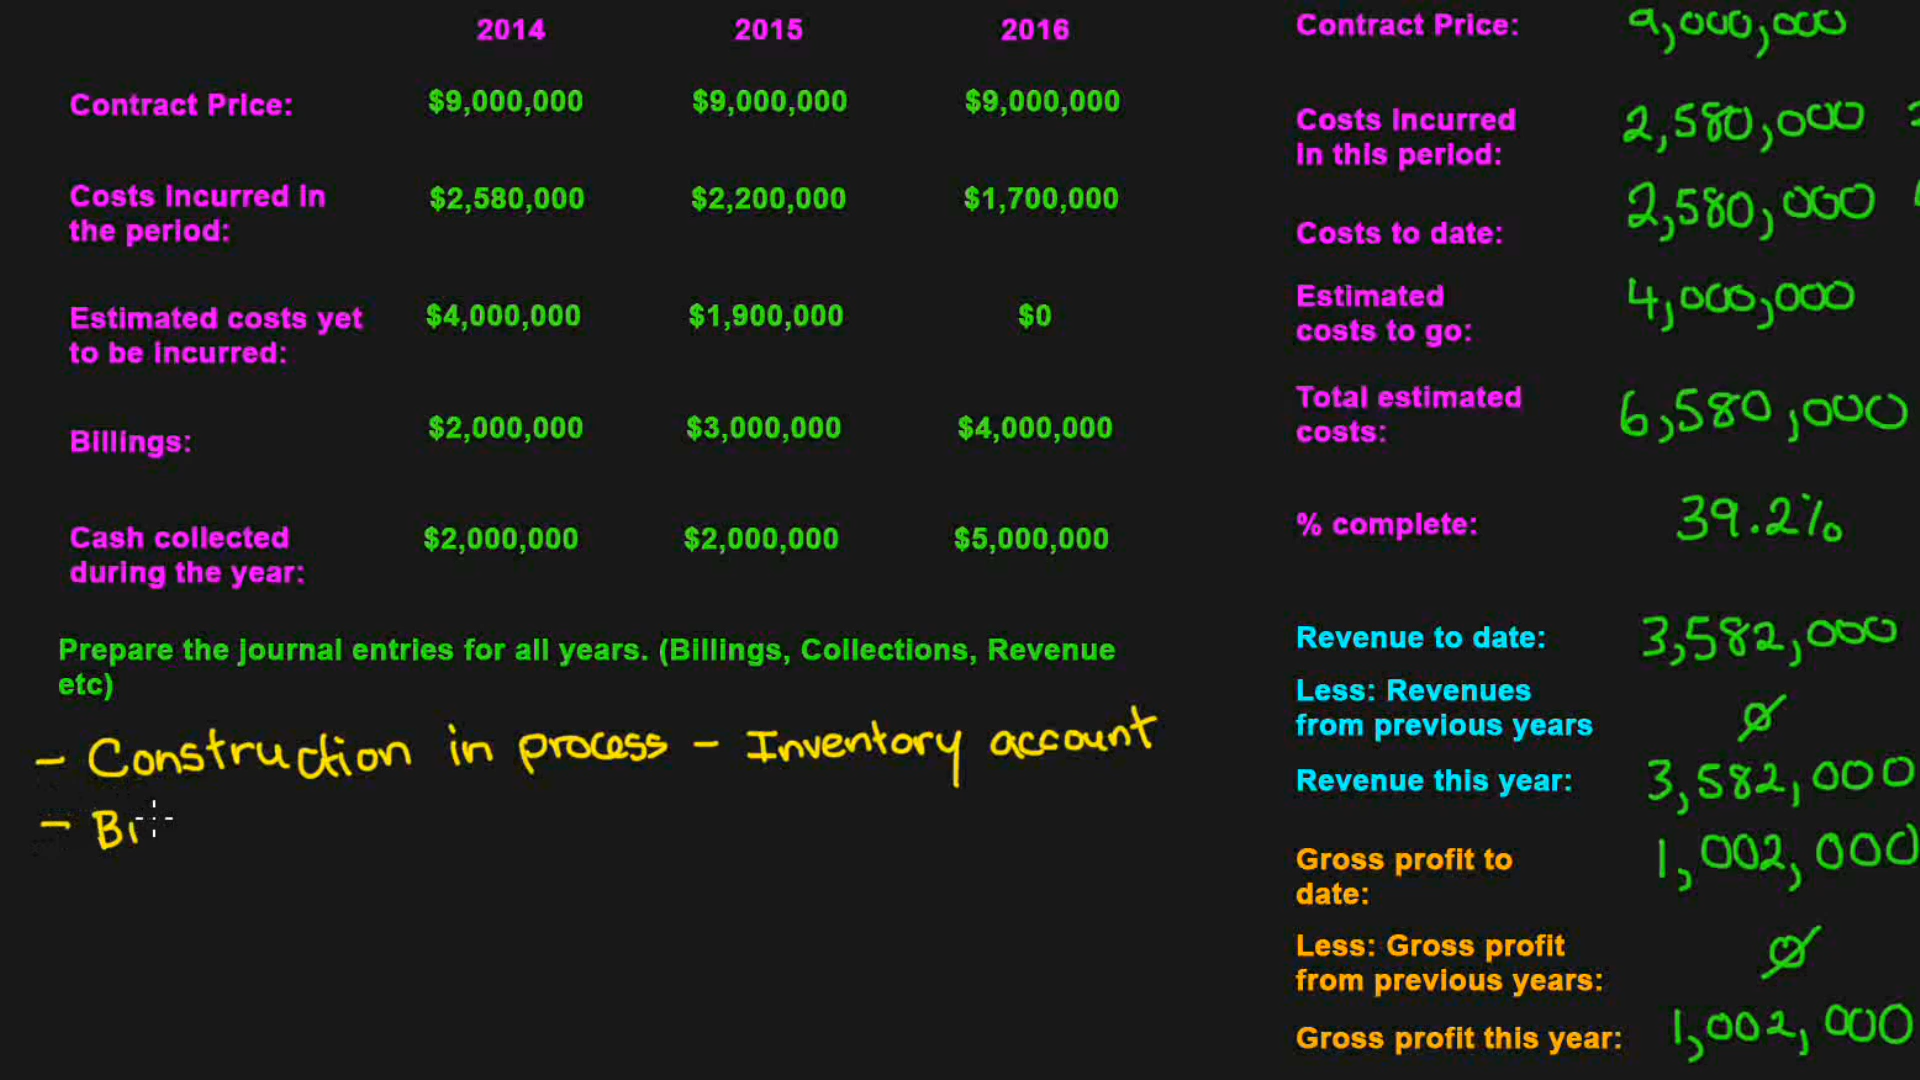 2014 2015 2016
Contract Price: $9,000,000 $9,000,000 $9,000,000
Costs incurred in
the period: $2,580,000 $2,200,000 $1,700,000
Estimated costs yet
to be incurred: $4,000,000 $1,900,000 $0
Billings: $2,000,000 $3,000,000 $4,000,000
Cash collected
during the year: $2,000,000 $2,000,000 $5,000,000
Prepare the journal entries for all years. (Billings, Collections, Revenue
etc)
- Construction in process - Inventory account
- Bi
Contract Price: 9,000,000
Costs incurred
in this period: 2,580,000
Costs to date: 2,580,000
Estimated
costs to go: 4,000,000
Total estimated
costs: 6,580,000
% complete: 39.2%
Revenue to date: 3,582,000
Less: Revenues
from previous years 0
Revenue this year: 3,582,000
Gross profit to
date: 1,002,000
Less: Gross profit
from previous years: 0
Gross profit this year: 1,002,000